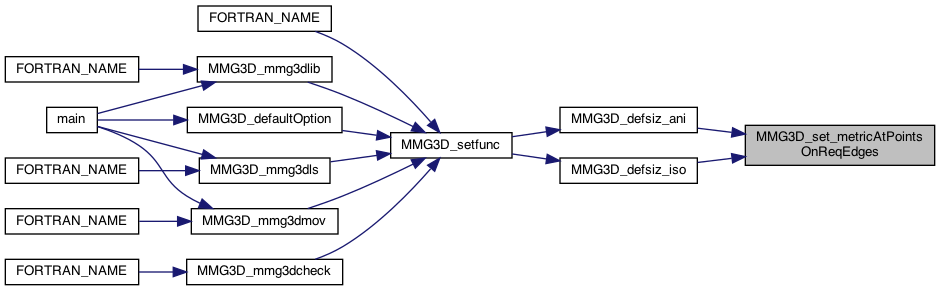 FORTRAN_NAME
FORTRAN_NAME
MMG3D_mmg3dlib
main
MMG3D_defaultOption
MMG3D_defsiz_ani
MMG3D_set_metricAtPoints
OnReqEdges
MMG3D_setfunc
FORTRAN_NAME
MMG3D_mmg3dls
MMG3D_defsiz_iso
FORTRAN_NAME
MMG3D_mmg3dmov
FORTRAN_NAME
MMG3D_mmg3dcheck